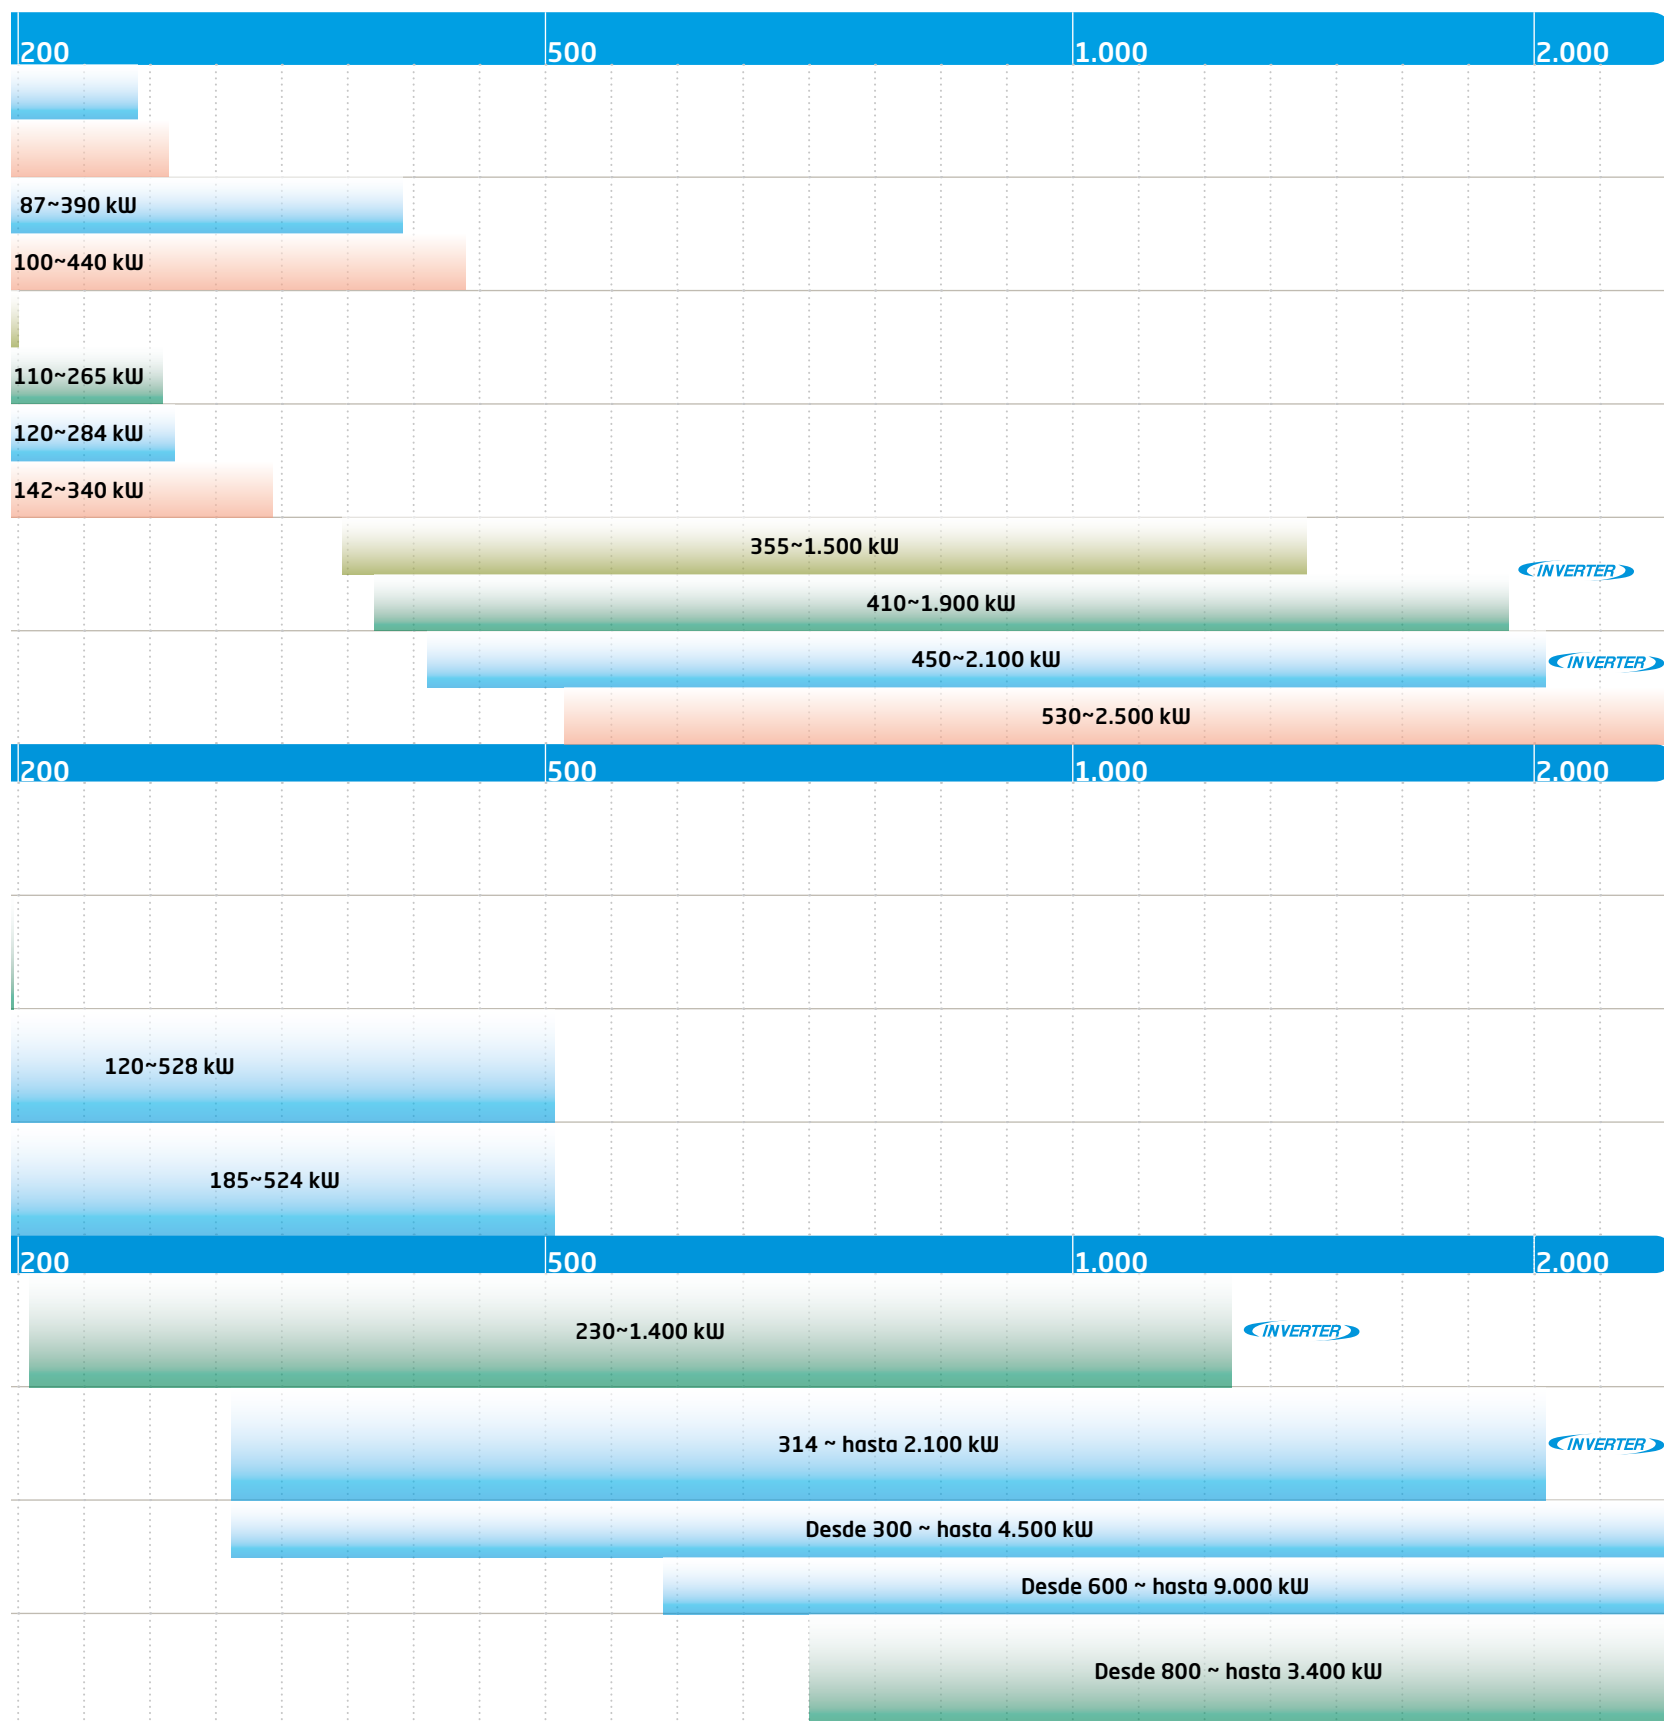 200 500 1.000 2.000
87~390 kW
100~440 kW
110~265 kW
120~284 kW
142~340 kW
355~1.500 kW
INVERTER
410~1.900 kW
450~2.100 kW INVERTER
530~2.500 kW
200 500 1.000 2.000
120~528 kW
185~524 kW
200 500 1.000 2.000
230~1.400 kW INVERTER
314 ~ hasta 2.100 kW INVERTER
Desde 300 ~ hasta 4.500 kW
Desde 600 ~ hasta 9.000 kW
Desde 800 ~ hasta 3.400 kW